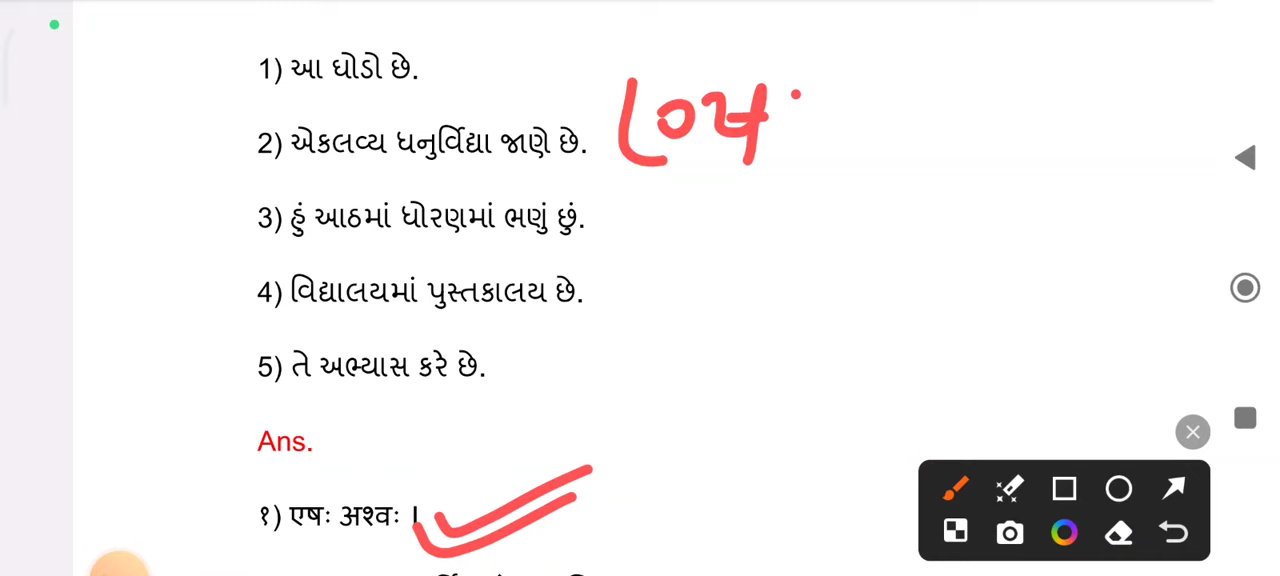 1) આ ઘોડો છે.
2) એકલવ્ય ધનુર્વિદ્યા જાણે છે.
3) હું આઠમાં ધોરણમાં ભણું છું.
4) વિદ્યાલયમાં પુસ્તકાલય છે.
5) તે અભ્યાસ કરે છે.
Ans.
१) एषः अश्वः ।